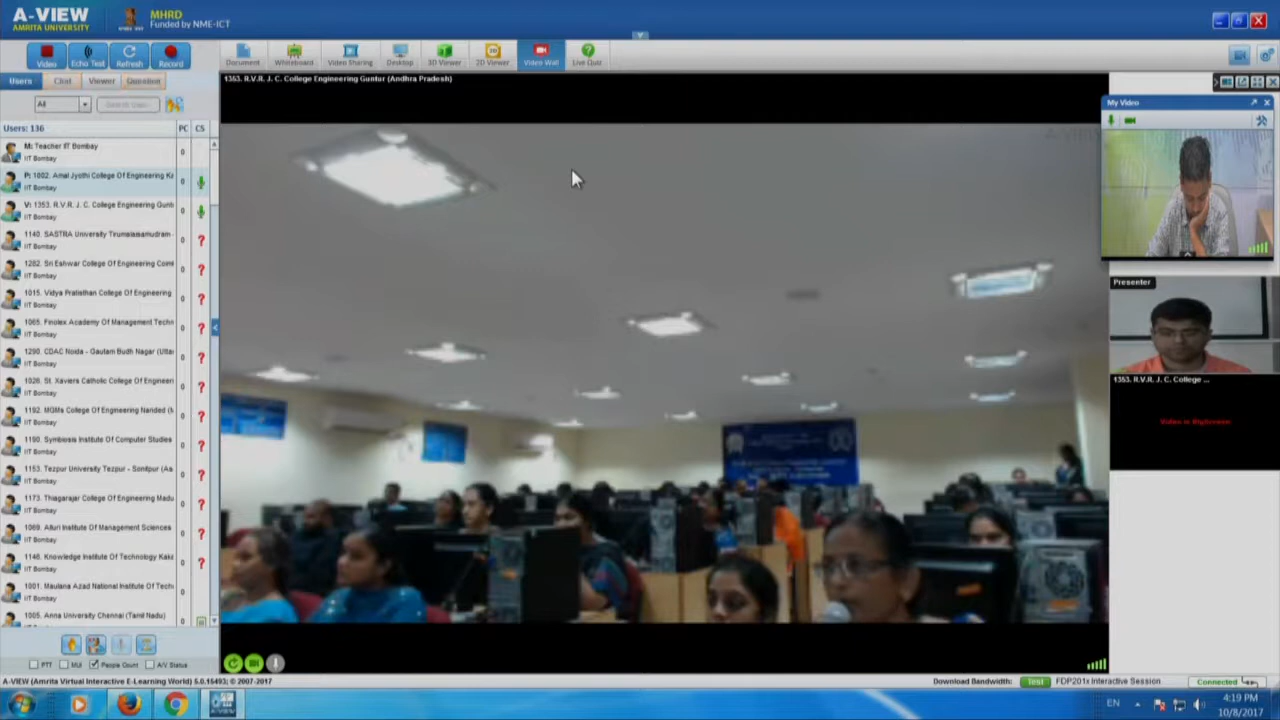 A-VIEW
AMRITA UNIVERSITY
MHRD
Funded by NME-ICT
Video
Echo Test
Refresh
Record
Document
Whiteboard
Video Sharing
Desktop
3D Viewer
2D Viewer
Video Wall
Live Quiz
Users
Chat
Viewer
Question
All
Users: 136
PC
CS
1353. R.V.R. J. C. College Engineering Guntur (Andhra Pradesh)
M: Teacher IIT Bombay
IIT Bombay
P: 1002. Amal Jyothi College Of Engineering Ka
IIT Bombay
V: 1353. R.V.R. J. C. College Engineering Gunt
IIT Bombay
1140. SASTRA University Tirumalaisamudram -
IIT Bombay
1282. Sri Eshwar College Of Engineering Coim
IIT Bombay
1015. Vidya Pratisthan College Of Engineering
IIT Bombay
1065. Finolex Academy Of Management Techn
IIT Bombay
1290. CDAC Noida - Gautam Budh Nagar (Uttar
IIT Bombay
1026. St. Xaviers Catholic College Of Engineeri
IIT Bombay
1192. MGMs College Of Engineering Nanded (M
IIT Bombay
1180. Symbiosis Institute Of Computer Studies
IIT Bombay
1153. Tezpur University Tezpur - Sonitpur (As
IIT Bombay
1173. Thiagarajar College Of Engineering Madu
IIT Bombay
1069. Atluri Institute Of Management Sciences
IIT Bombay
1146. Knowledge Institute Of Technology Kaka
IIT Bombay
1001. Maulana Azad National Institute Of Tech
IIT Bombay
1005. Anna University Chennai (Tamil Nadu)
My Video
Presenter
1353. R.V.R. J. C. College ...
Video in BigScreen
PTT
MUI
People Count
A/V Status
A-VIEW (Amrita Virtual Interactive E-Learning World) 5.0.15493; © 2007-2017
Download Bandwidth:
Test
FDP201x Interactive Session
Connected
EN
4:19 PM
10/8/2017